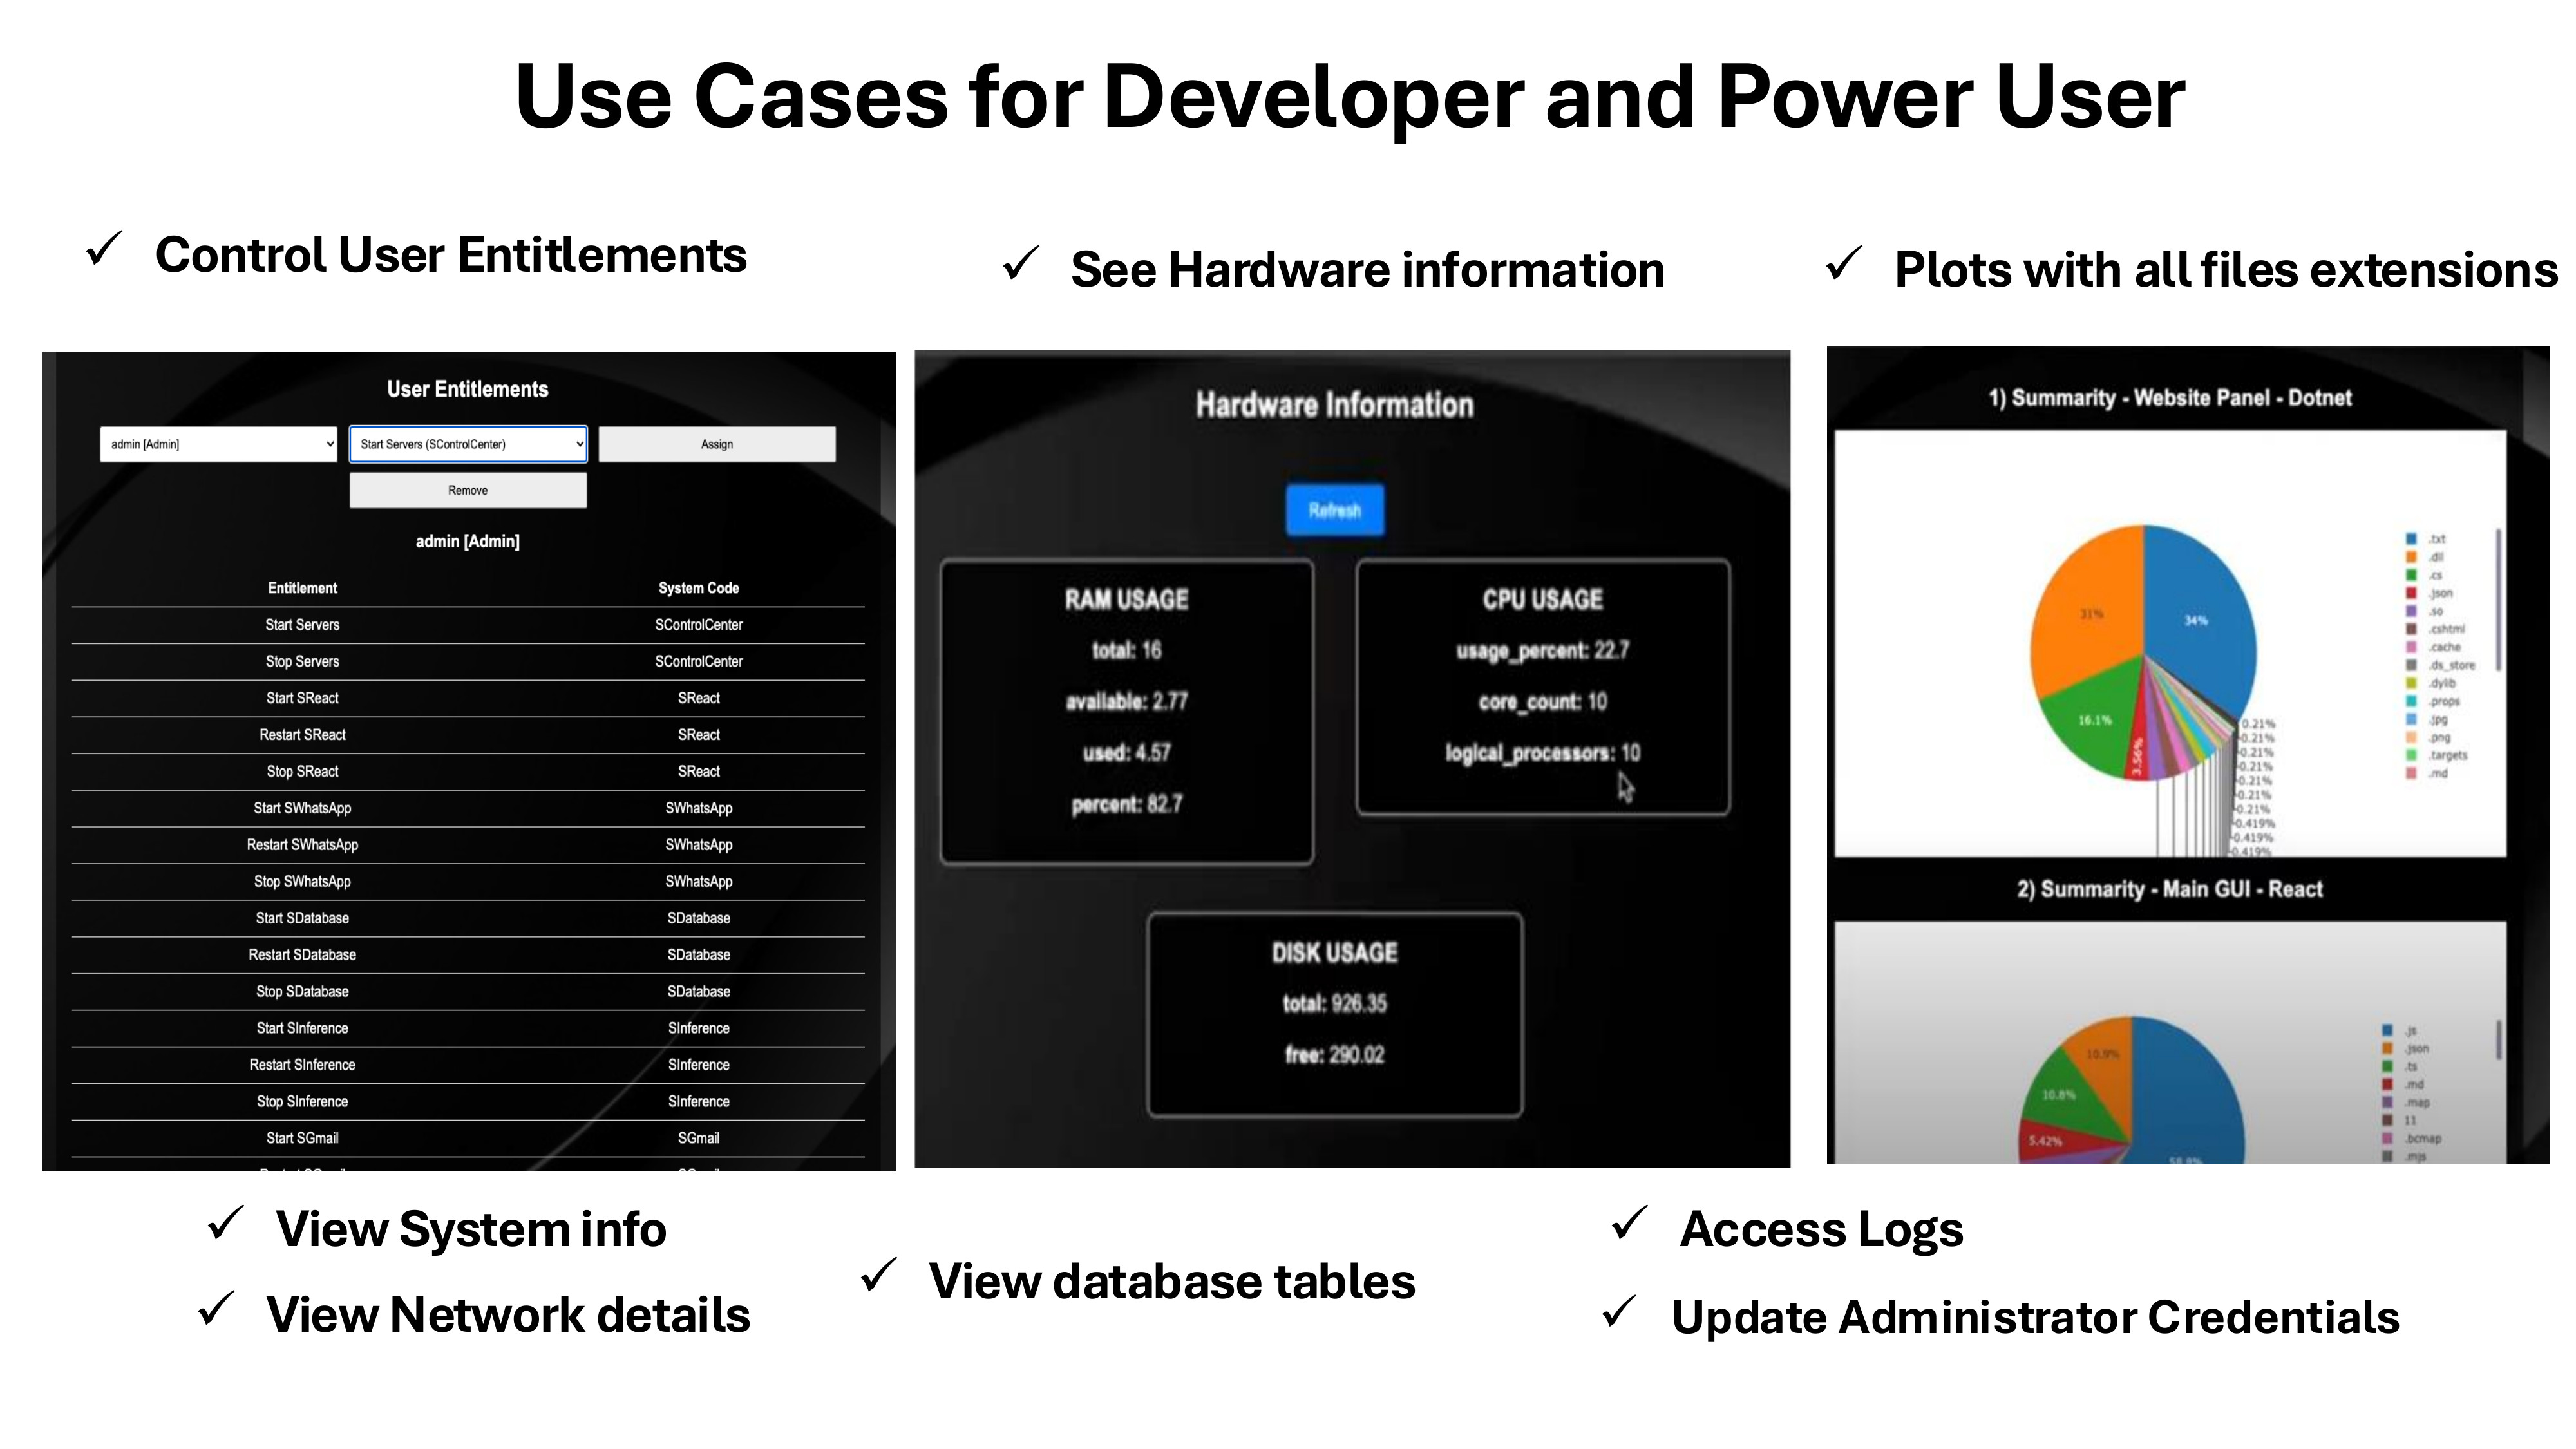 Use Cases for Developer and Power User
✓ Control User Entitlements
✓ See Hardware information
✓ Plots with all files extensions
User Entitlements
admin [Admin]
Start Servers (SControlCenter)
Assign
Remove
admin [Admin]
Entitlement System Code
Start Servers SControlCenter
Stop Servers SControlCenter
Start SReact SReact
Restart SReact SReact
Stop SReact SReact
Start SWhatsApp SWhatsApp
Restart SWhatsApp SWhatsApp
Stop SWhatsApp SWhatsApp
Start SDatabase SDatabase
Restart SDatabase SDatabase
Stop SDatabase SDatabase
Start SInference SInference
Restart SInference SInference
Stop SInference SInference
Start SGmail SGmail
Hardware Information
Refresh
RAM USAGE
total: 16
available: 2.77
used: 4.57
percent: 82.7
CPU USAGE
usage_percent: 22.7
core_count: 10
logical_processors: 10
DISK USAGE
total: 926.35
free: 290.02
1) Summarity - Website Panel - Dotnet
31%
34%
16.1%
3.56%
0.21%
0.21%
0.21%
0.21%
0.21%
0.21%
0.21%
0.419%
0.419%
0.419%
.txt
.dll
.cs
.json
.so
.cshtml
.cache
.ds_store
.dylib
.props
.jpg
.png
.targets
.md
2) Summarity - Main GUI - React
10.9%
10.8%
5.42%
.js
.json
.ts
.md
.map
11
.bcmap
.mjs
✓ View System info
✓ View Network details
✓ View database tables
✓ Access Logs
✓ Update Administrator Credentials